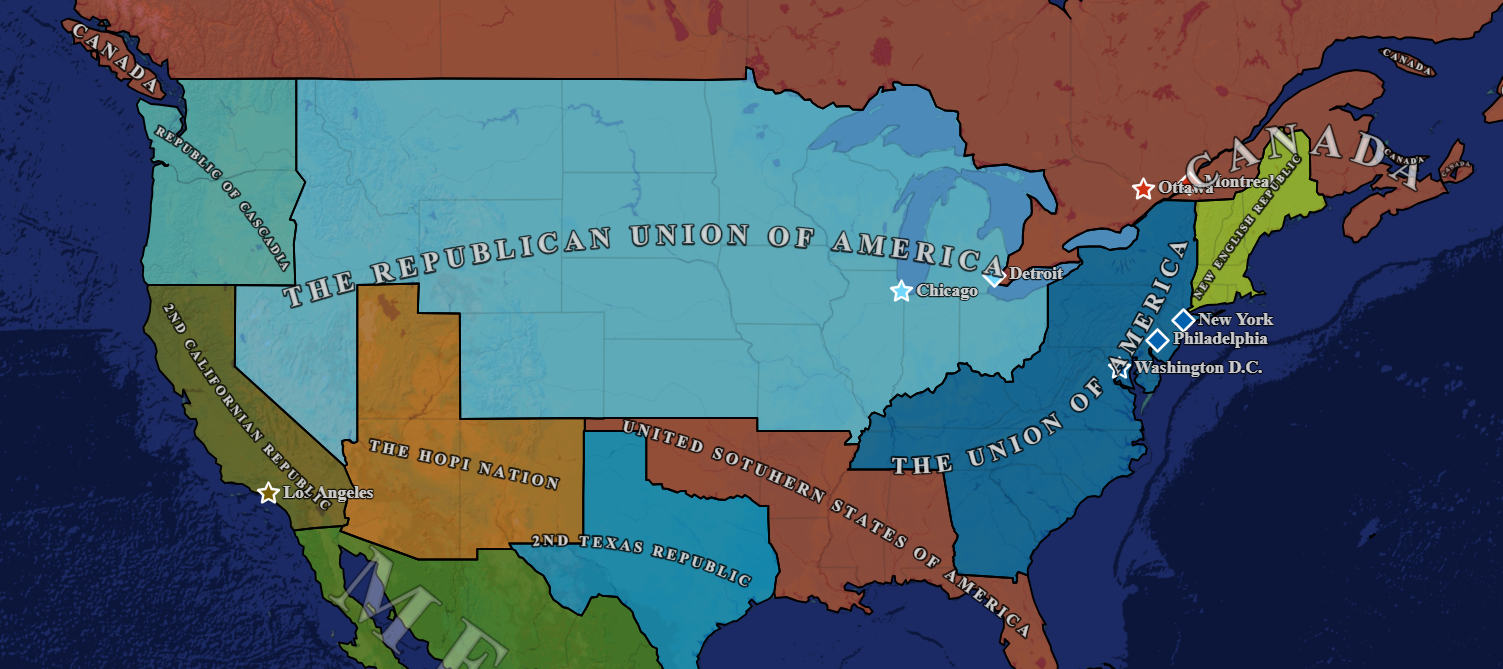 CANADA
CANADA
CANADA
CANADA
CANADA
REPUBLIC OF CASCADIA
Ottawa
Montreal
NEW ENGLISH REPUBLIC
THE REPUBLICAN UNION OF AMERICA
Detroit
Chicago
New York
Philadelphia
Washington D.C.
THE UNION OF AMERICA
2ND CALIFORNIAN REPUBLIC
Los Angeles
THE HOPI NATION
UNITED SOTUHERN STATES OF AMERICA
2ND TEXAS REPUBLIC
ME